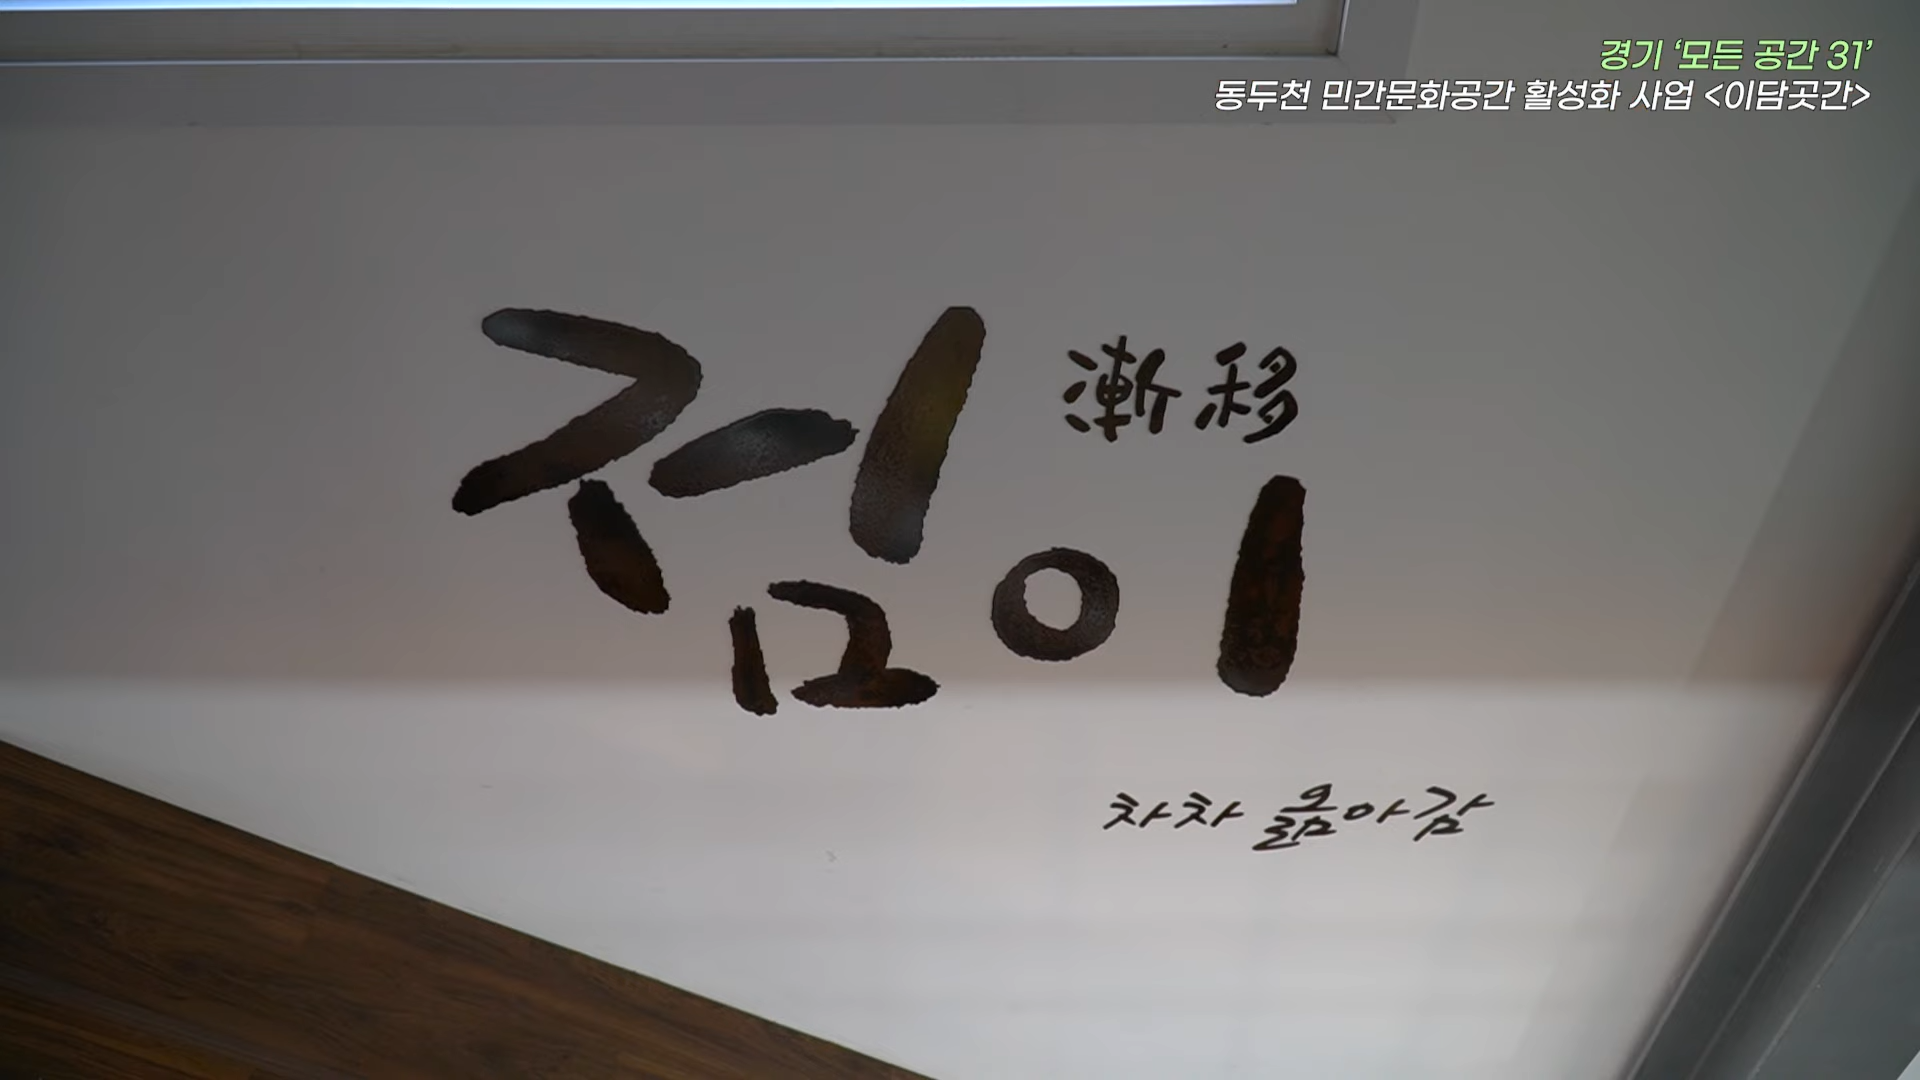 경기 ‘모든 공간 31’
동두천 민간문화공간 활성화 사업 <이담곳간>
점이
漸移
차차 옮아감